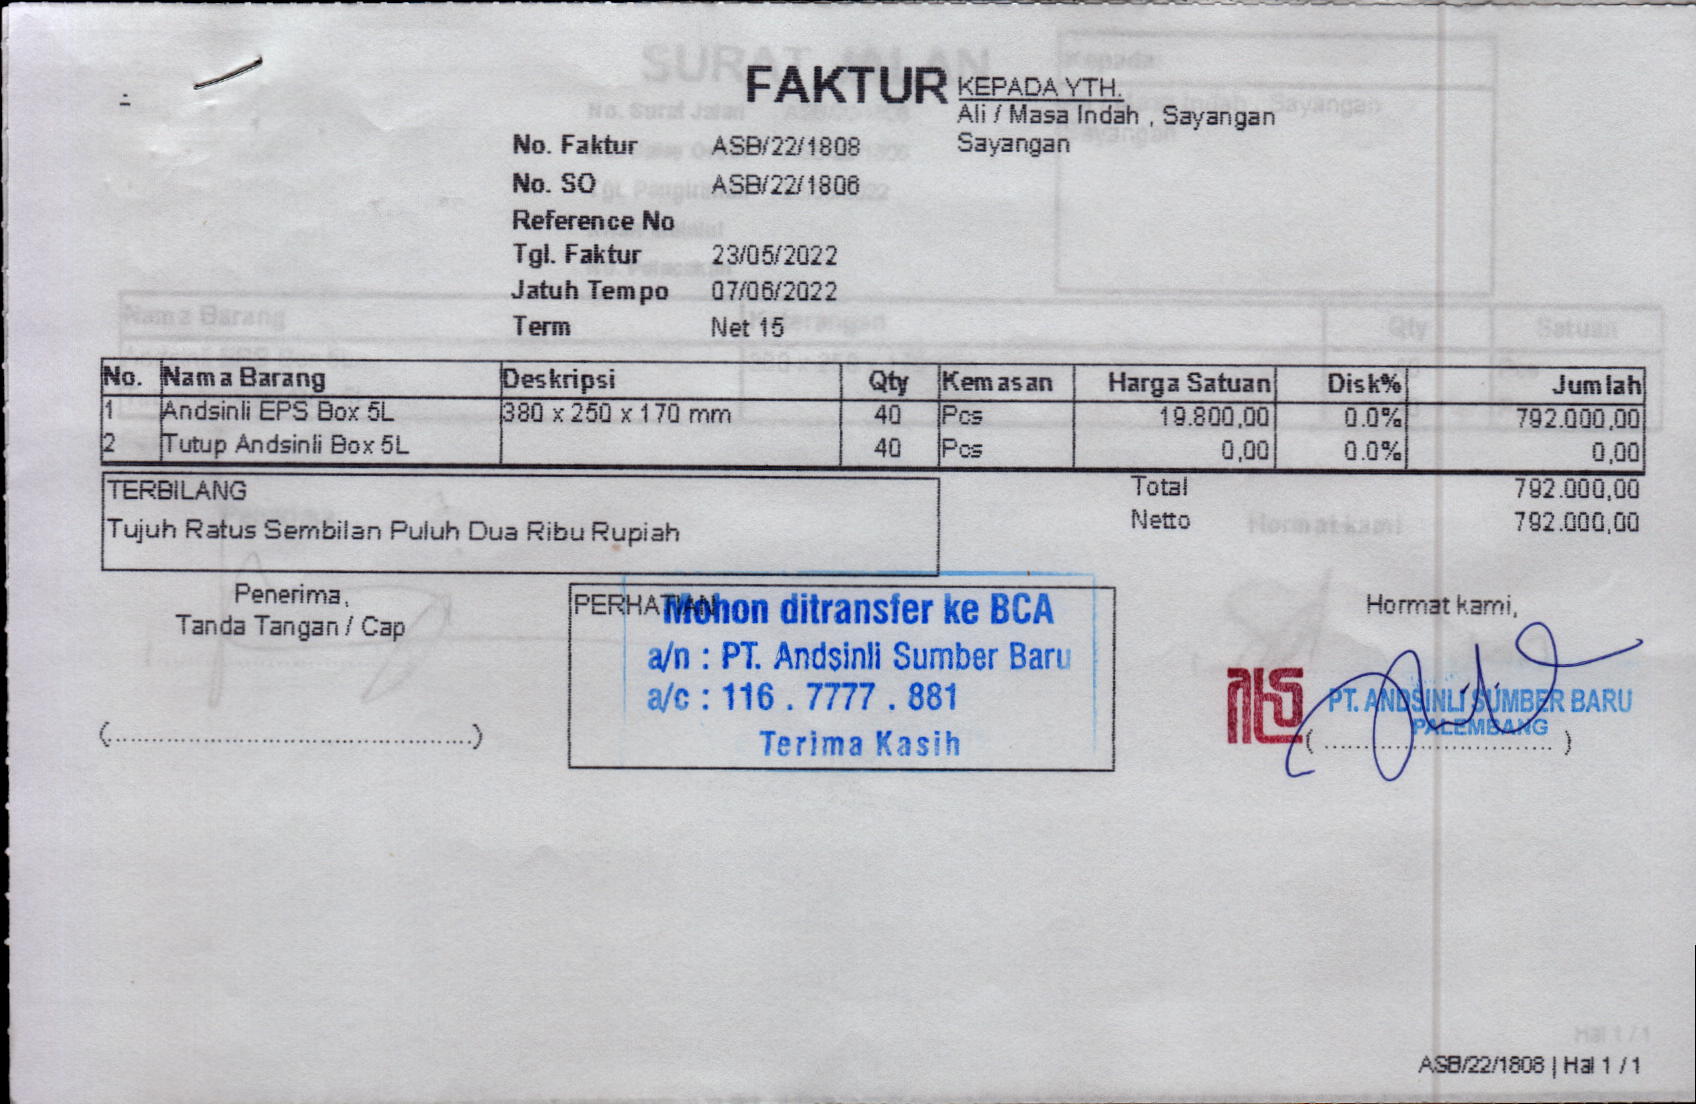 FAKTUR
KEPADA YTH.
Ali / Masa Indah , Sayangan
Sayangan
No. Faktur ASB/22/1808
No. SO ASB/22/1806
Reference No
Tgl. Faktur 23/05/2022
Jatuh Tempo 07/06/2022
Term Net 15
No. Nama Barang Deskripsi Qty Kemasan Harga Satuan Disk% Jumlah
1 Andsinli EPS Box 5L 380 x 250 x 170 mm 40 Pcs 19.800,00 0.0% 792.000,00
2 Tutup Andsinli Box 5L 40 Pcs 0,00 0.0% 0,00
TERBILANG
Tujuh Ratus Sembilan Puluh Dua Ribu Rupiah
Total 792.000,00
Netto 792.000,00
Penerima,
Tanda Tangan / Cap
(................................................)
PERHATIAN
Mohon ditransfer ke BCA
a/n : PT. Andsinli Sumber Baru
a/c : 116 . 7777 . 881
Terima Kasih
Hormat kami,
PT. ANDSINLI SUMBER BARU
PALEMBANG
( .............................. )
ASB/22/1808 | Hal 1 / 1